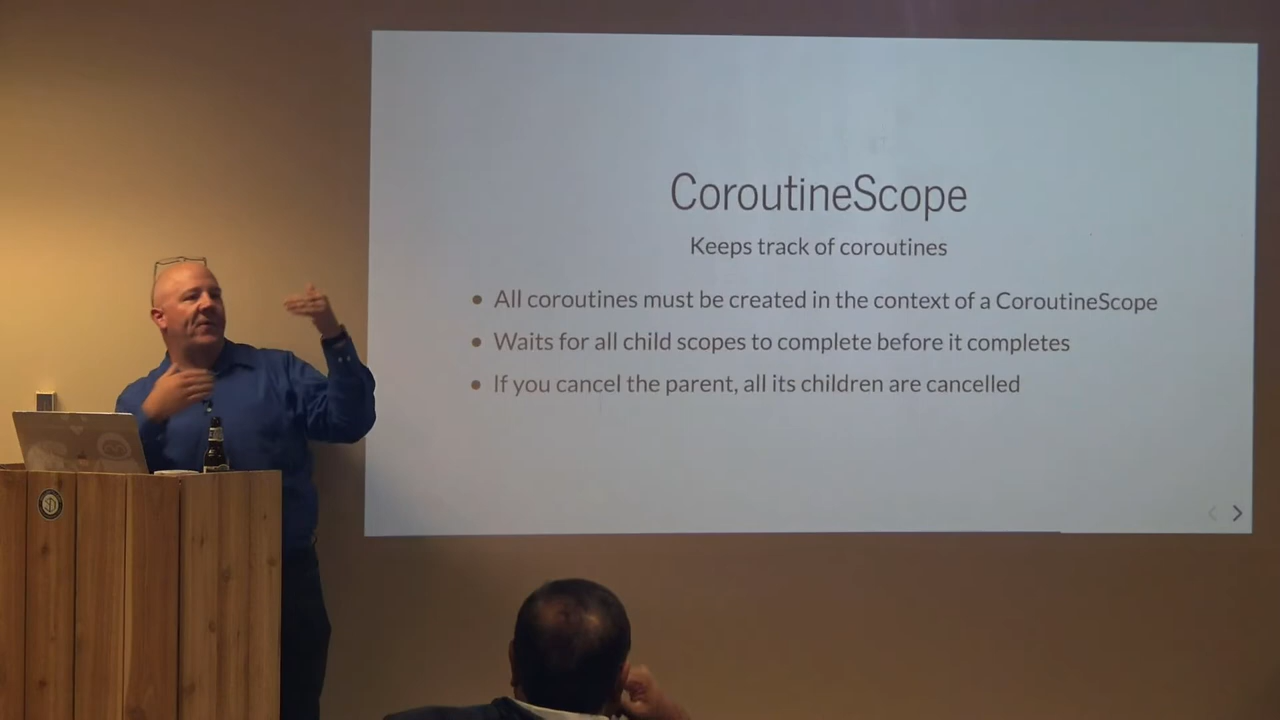 CoroutineScope
Keeps track of coroutines
All coroutines must be created in the context of a CoroutineScope
Waits for all child scopes to complete before it completes
If you cancel the parent, all its children are cancelled